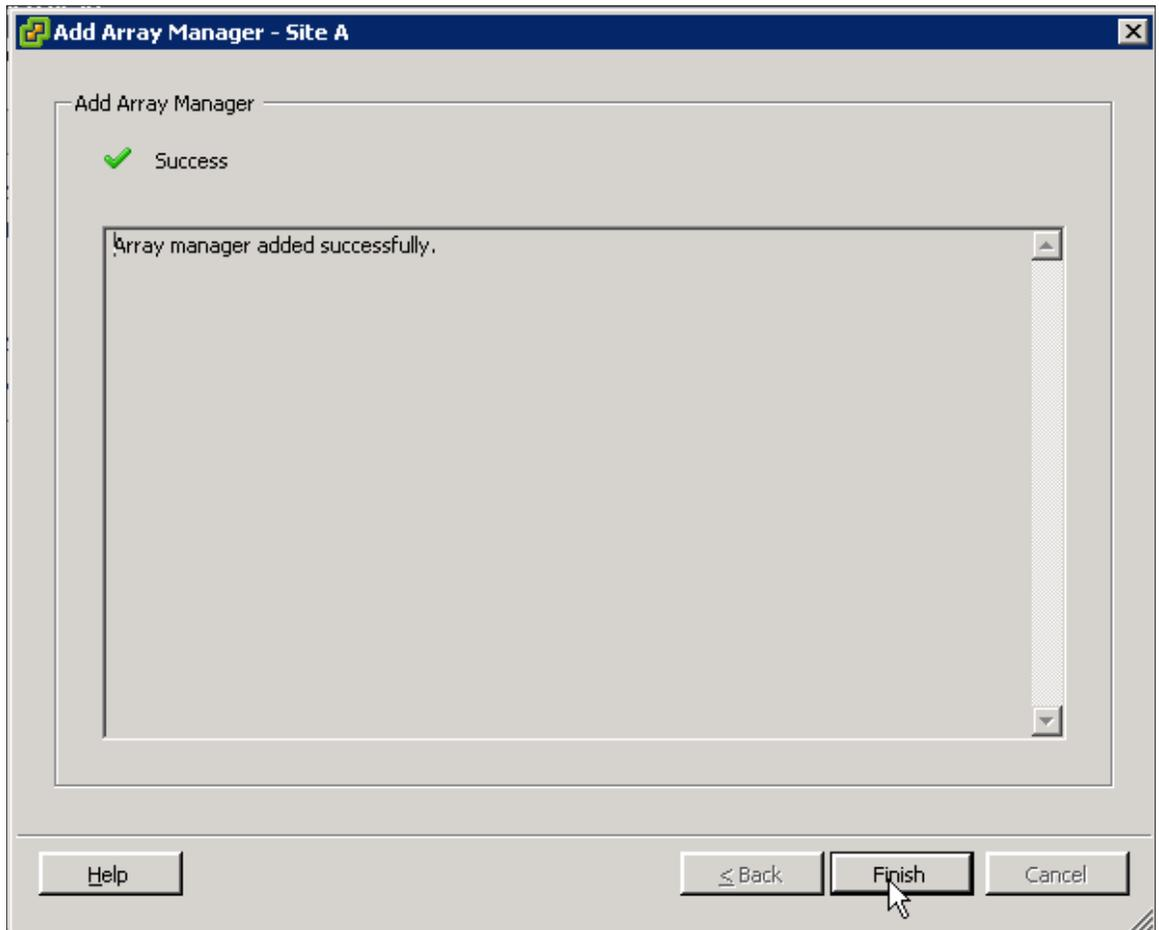 Add Array Manager - Site A
Add Array Manager
Success
Array manager added successfully.
Help
< Back
Finish
Cancel